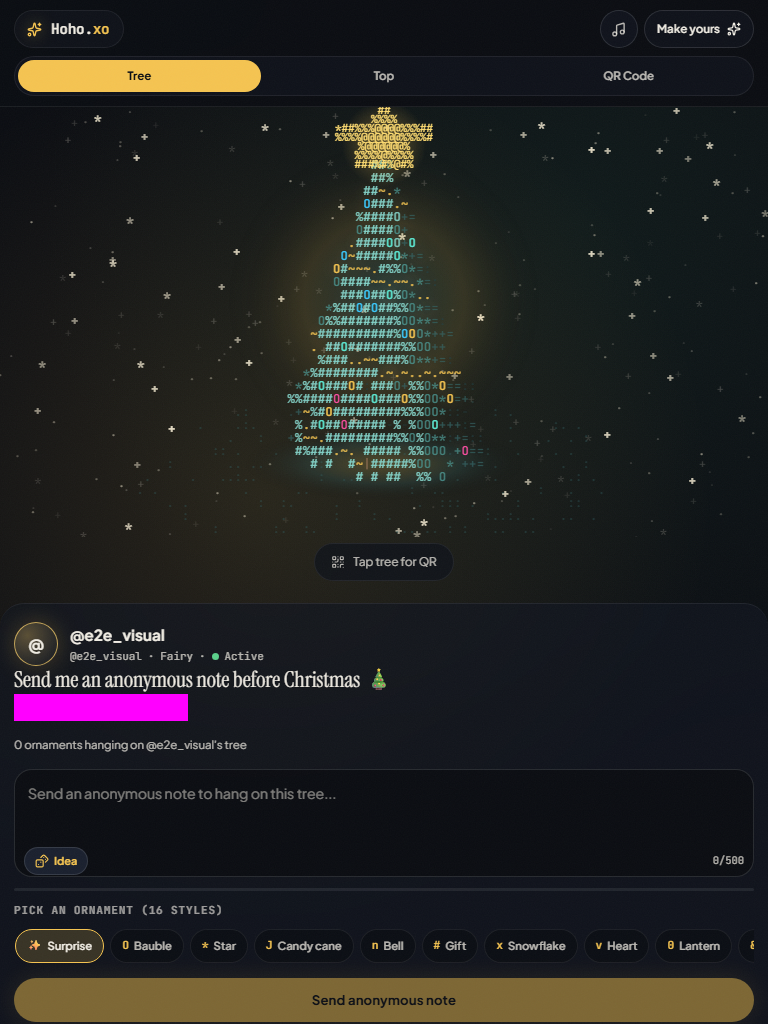 Hoho.xo
Make yours
Tree
Top
QR Code
Tap tree for QR
@
@e2e_visual
@e2e_visual · Fairy · Active
Send me an anonymous note before Christmas 🎄
0 ornaments hanging on @e2e_visual's tree
Send an anonymous note to hang on this tree...
Idea
0/500
PICK AN ORNAMENT (16 STYLES)
Surprise
O Bauble
* Star
J Candy cane
n Bell
# Gift
x Snowflake
v Heart
0 Lantern
Send anonymous note